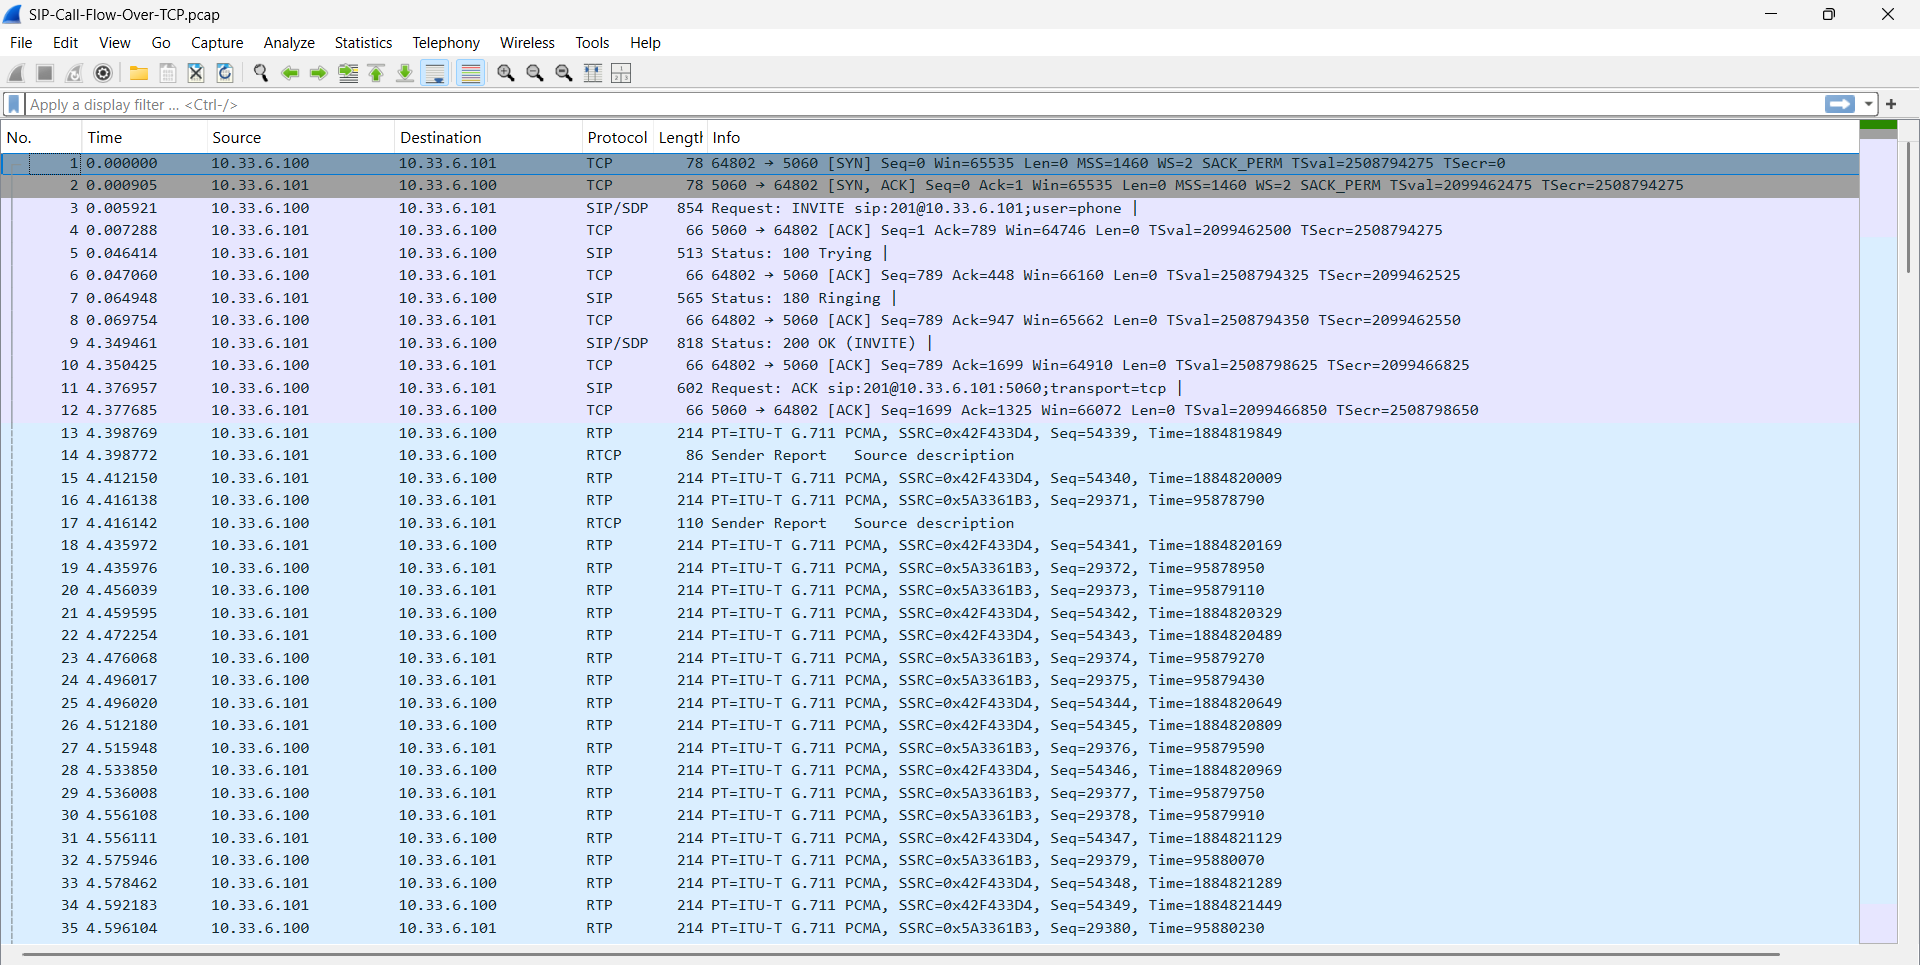 SIP-Call-Flow-Over-TCP.pcap
File Edit View Go Capture Analyze Statistics Telephony Wireless Tools Help
Apply a display filter ... <Ctrl-/>
No. Time Source Destination Protocol Length Info
1 0.000000 10.33.6.100 10.33.6.101 TCP 78 64802 → 5060 [SYN] Seq=0 Win=65535 Len=0 MSS=1460 WS=2 SACK_PERM TSval=2508794275 TSecr=0
2 0.000905 10.33.6.101 10.33.6.100 TCP 78 5060 → 64802 [SYN, ACK] Seq=0 Ack=1 Win=65535 Len=0 MSS=1460 WS=2 SACK_PERM TSval=2099462475 TSecr=2508794275
3 0.005921 10.33.6.100 10.33.6.101 SIP/SDP 854 Request: INVITE sip:201@10.33.6.101;user=phone |
4 0.007288 10.33.6.101 10.33.6.100 TCP 66 5060 → 64802 [ACK] Seq=1 Ack=789 Win=64746 Len=0 TSval=2099462500 TSecr=2508794275
5 0.046414 10.33.6.101 10.33.6.100 SIP 513 Status: 100 Trying |
6 0.047060 10.33.6.100 10.33.6.101 TCP 66 64802 → 5060 [ACK] Seq=789 Ack=448 Win=66160 Len=0 TSval=2508794325 TSecr=2099462525
7 0.064948 10.33.6.101 10.33.6.100 SIP 565 Status: 180 Ringing |
8 0.069754 10.33.6.100 10.33.6.101 TCP 66 64802 → 5060 [ACK] Seq=789 Ack=947 Win=65662 Len=0 TSval=2508794350 TSecr=2099462550
9 4.349461 10.33.6.101 10.33.6.100 SIP/SDP 818 Status: 200 OK (INVITE) |
10 4.350425 10.33.6.100 10.33.6.101 TCP 66 64802 → 5060 [ACK] Seq=789 Ack=1699 Win=64910 Len=0 TSval=2508798625 TSecr=2099466825
11 4.376957 10.33.6.100 10.33.6.101 SIP 602 Request: ACK sip:201@10.33.6.101:5060;transport=tcp |
12 4.377685 10.33.6.101 10.33.6.100 TCP 66 5060 → 64802 [ACK] Seq=1699 Ack=1325 Win=66072 Len=0 TSval=2099466850 TSecr=2508798650
13 4.398769 10.33.6.101 10.33.6.100 RTP 214 PT=ITU-T G.711 PCMA, SSRC=0x42F433D4, Seq=54339, Time=1884819849
14 4.398772 10.33.6.101 10.33.6.100 RTCP 86 Sender Report Source description
15 4.412150 10.33.6.101 10.33.6.100 RTP 214 PT=ITU-T G.711 PCMA, SSRC=0x42F433D4, Seq=54340, Time=1884820009
16 4.416138 10.33.6.100 10.33.6.101 RTP 214 PT=ITU-T G.711 PCMA, SSRC=0x5A3361B3, Seq=29371, Time=95878790
17 4.416142 10.33.6.100 10.33.6.101 RTCP 110 Sender Report Source description
18 4.435972 10.33.6.101 10.33.6.100 RTP 214 PT=ITU-T G.711 PCMA, SSRC=0x42F433D4, Seq=54341, Time=1884820169
19 4.435976 10.33.6.100 10.33.6.101 RTP 214 PT=ITU-T G.711 PCMA, SSRC=0x5A3361B3, Seq=29372, Time=95878950
20 4.456039 10.33.6.100 10.33.6.101 RTP 214 PT=ITU-T G.711 PCMA, SSRC=0x5A3361B3, Seq=29373, Time=95879110
21 4.459595 10.33.6.101 10.33.6.100 RTP 214 PT=ITU-T G.711 PCMA, SSRC=0x42F433D4, Seq=54342, Time=1884820329
22 4.472254 10.33.6.101 10.33.6.100 RTP 214 PT=ITU-T G.711 PCMA, SSRC=0x42F433D4, Seq=54343, Time=1884820489
23 4.476068 10.33.6.100 10.33.6.101 RTP 214 PT=ITU-T G.711 PCMA, SSRC=0x5A3361B3, Seq=29374, Time=95879270
24 4.496017 10.33.6.100 10.33.6.101 RTP 214 PT=ITU-T G.711 PCMA, SSRC=0x5A3361B3, Seq=29375, Time=95879430
25 4.496020 10.33.6.101 10.33.6.100 RTP 214 PT=ITU-T G.711 PCMA, SSRC=0x42F433D4, Seq=54344, Time=1884820649
26 4.512180 10.33.6.101 10.33.6.100 RTP 214 PT=ITU-T G.711 PCMA, SSRC=0x42F433D4, Seq=54345, Time=1884820809
27 4.515948 10.33.6.100 10.33.6.101 RTP 214 PT=ITU-T G.711 PCMA, SSRC=0x5A3361B3, Seq=29376, Time=95879590
28 4.533850 10.33.6.101 10.33.6.100 RTP 214 PT=ITU-T G.711 PCMA, SSRC=0x42F433D4, Seq=54346, Time=1884820969
29 4.536008 10.33.6.100 10.33.6.101 RTP 214 PT=ITU-T G.711 PCMA, SSRC=0x5A3361B3, Seq=29377, Time=95879750
30 4.556108 10.33.6.100 10.33.6.101 RTP 214 PT=ITU-T G.711 PCMA, SSRC=0x5A3361B3, Seq=29378, Time=95879910
31 4.556111 10.33.6.101 10.33.6.100 RTP 214 PT=ITU-T G.711 PCMA, SSRC=0x42F433D4, Seq=54347, Time=1884821129
32 4.575946 10.33.6.100 10.33.6.101 RTP 214 PT=ITU-T G.711 PCMA, SSRC=0x5A3361B3, Seq=29379, Time=95880070
33 4.578462 10.33.6.101 10.33.6.100 RTP 214 PT=ITU-T G.711 PCMA, SSRC=0x42F433D4, Seq=54348, Time=1884821289
34 4.592183 10.33.6.101 10.33.6.100 RTP 214 PT=ITU-T G.711 PCMA, SSRC=0x42F433D4, Seq=54349, Time=1884821449
35 4.596104 10.33.6.100 10.33.6.101 RTP 214 PT=ITU-T G.711 PCMA, SSRC=0x5A3361B3, Seq=29380, Time=95880230